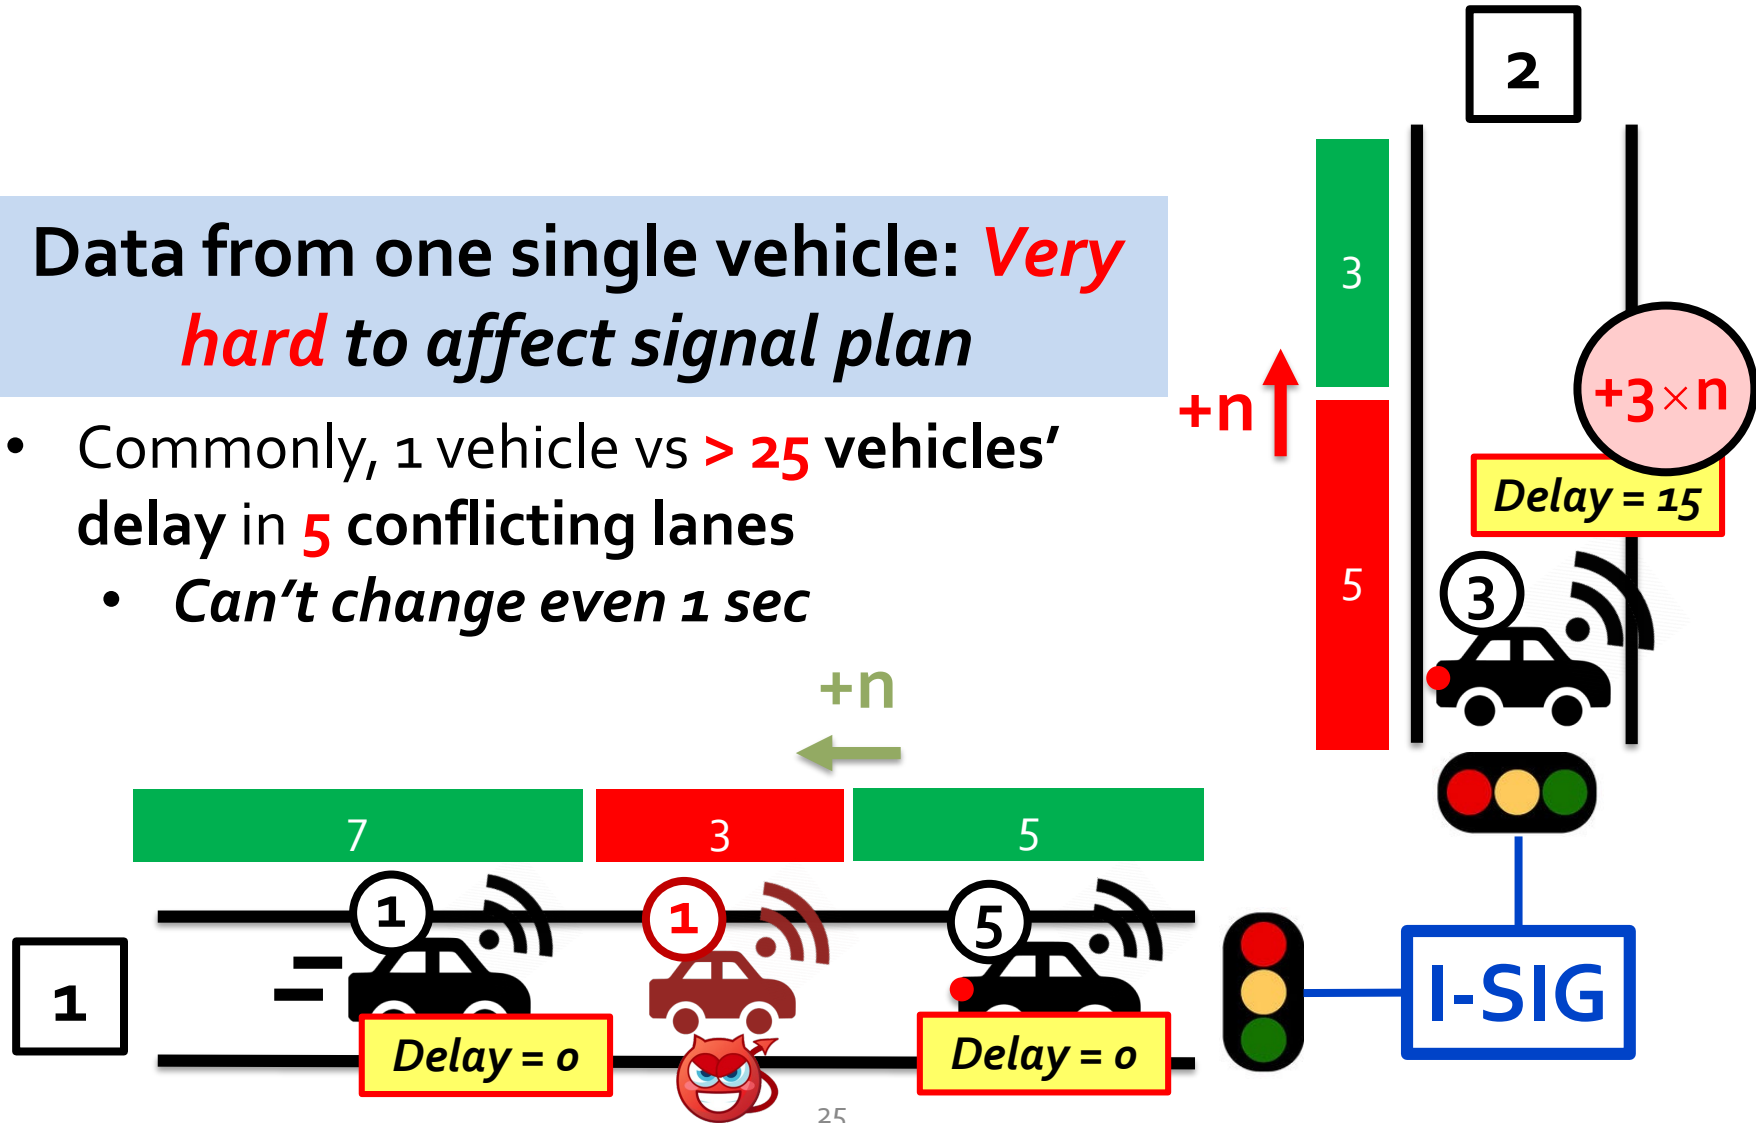 2
Data from one single vehicle: Very
hard to affect signal plan
3
+3×n
+n
• Commonly, 1 vehicle vs > 25 vehicles’
delay in 5 conflicting lanes
• Can’t change even 1 sec
Delay = 15
5
3
+n
7
3
5
1
1
5
1
I-SIG
Delay = 0
Delay = 0
25